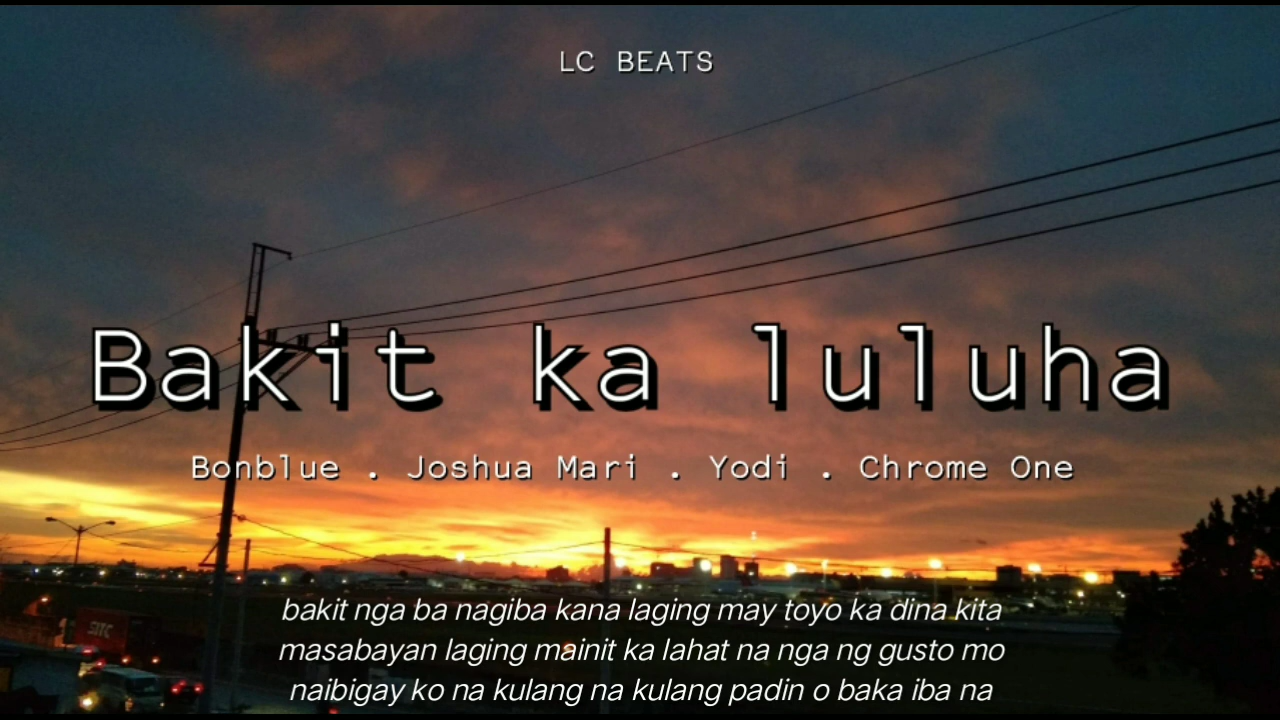 LC BEATS
Bakit ka luluha
Bonblue . Joshua Mari . Yodi . Chrome One
SITC
bakit nga ba nagiba kana laging may toyo ka dina kita
masabayan laging mainit ka lahat na nga ng gusto mo
naibigay ko na kulang na kulang padin o baka iba na